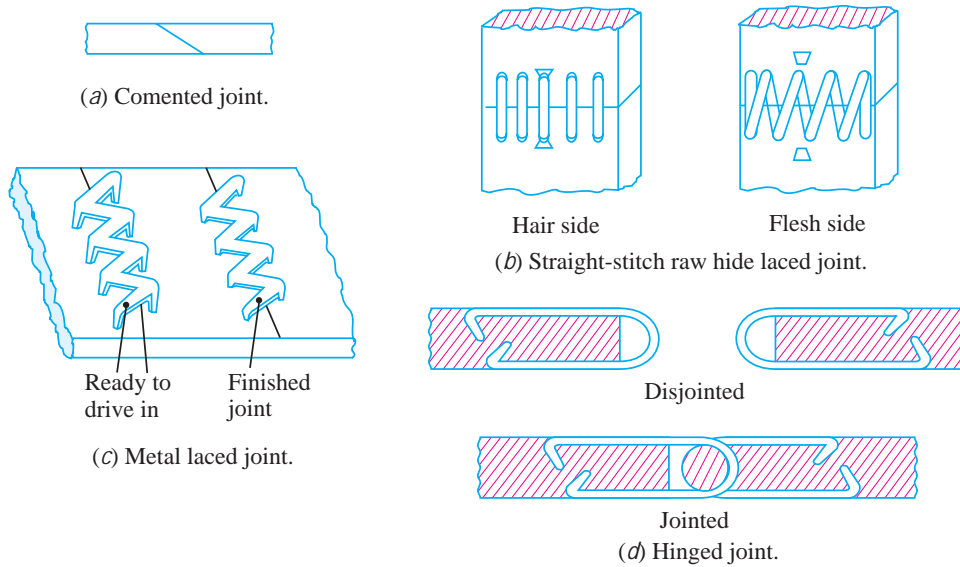 (a) Comented joint.
Hair side
Flesh side
(b) Straight-stitch raw hide laced joint.
Ready to
drive in
Finished
joint
(c) Metal laced joint.
Disjointed
Jointed
(d) Hinged joint.